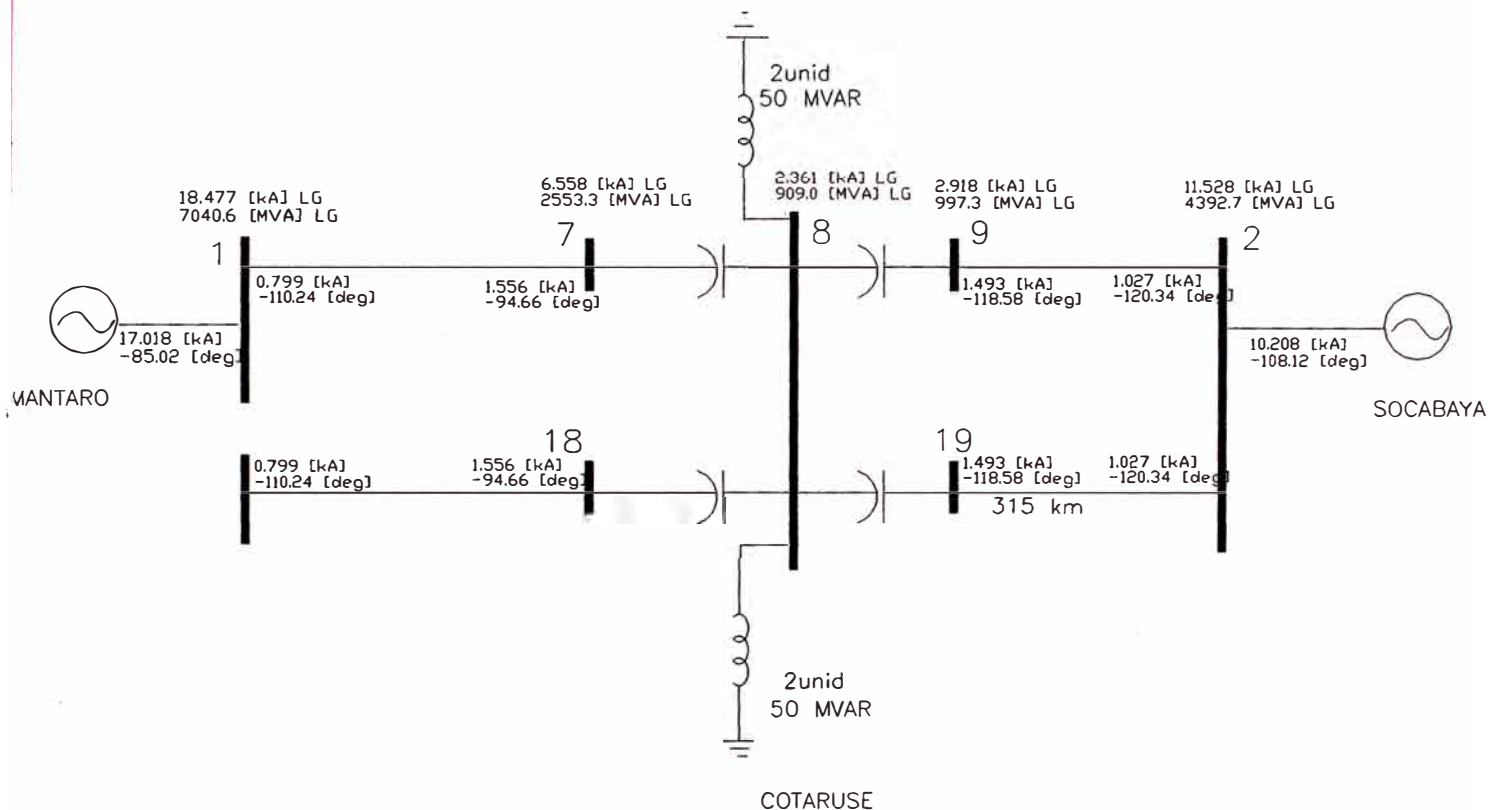 2unid
50 MVAR
18.477 [kA] LG
7040.6 [MVA] LG
6.558 [kA] LG
2553.3 [MVA] LG
2.361 [kA] LG
909.0 [MVA] LG
2.918 [kA] LG
997.3 [MVA] LG
11.528 [kA] LG
4392.7 [MVA] LG
1
7
8
9
2
0.799 [kA]
-110.24 [deg]
1.556 [kA]
-94.66 [deg]
1.493 [kA]
-118.58 [deg]
1.027 [kA]
-120.34 [deg]
17.018 [kA]
-85.02 [deg]
10.208 [kA]
-108.12 [deg]
MANTARO
SOCABAYA
18
19
0.799 [kA]
-110.24 [deg]
1.556 [kA]
-94.66 [deg]
1.493 [kA]
-118.58 [deg]
1.027 [kA]
-120.34 [deg]
315 km
2unid
50 MVAR
COTARUSE